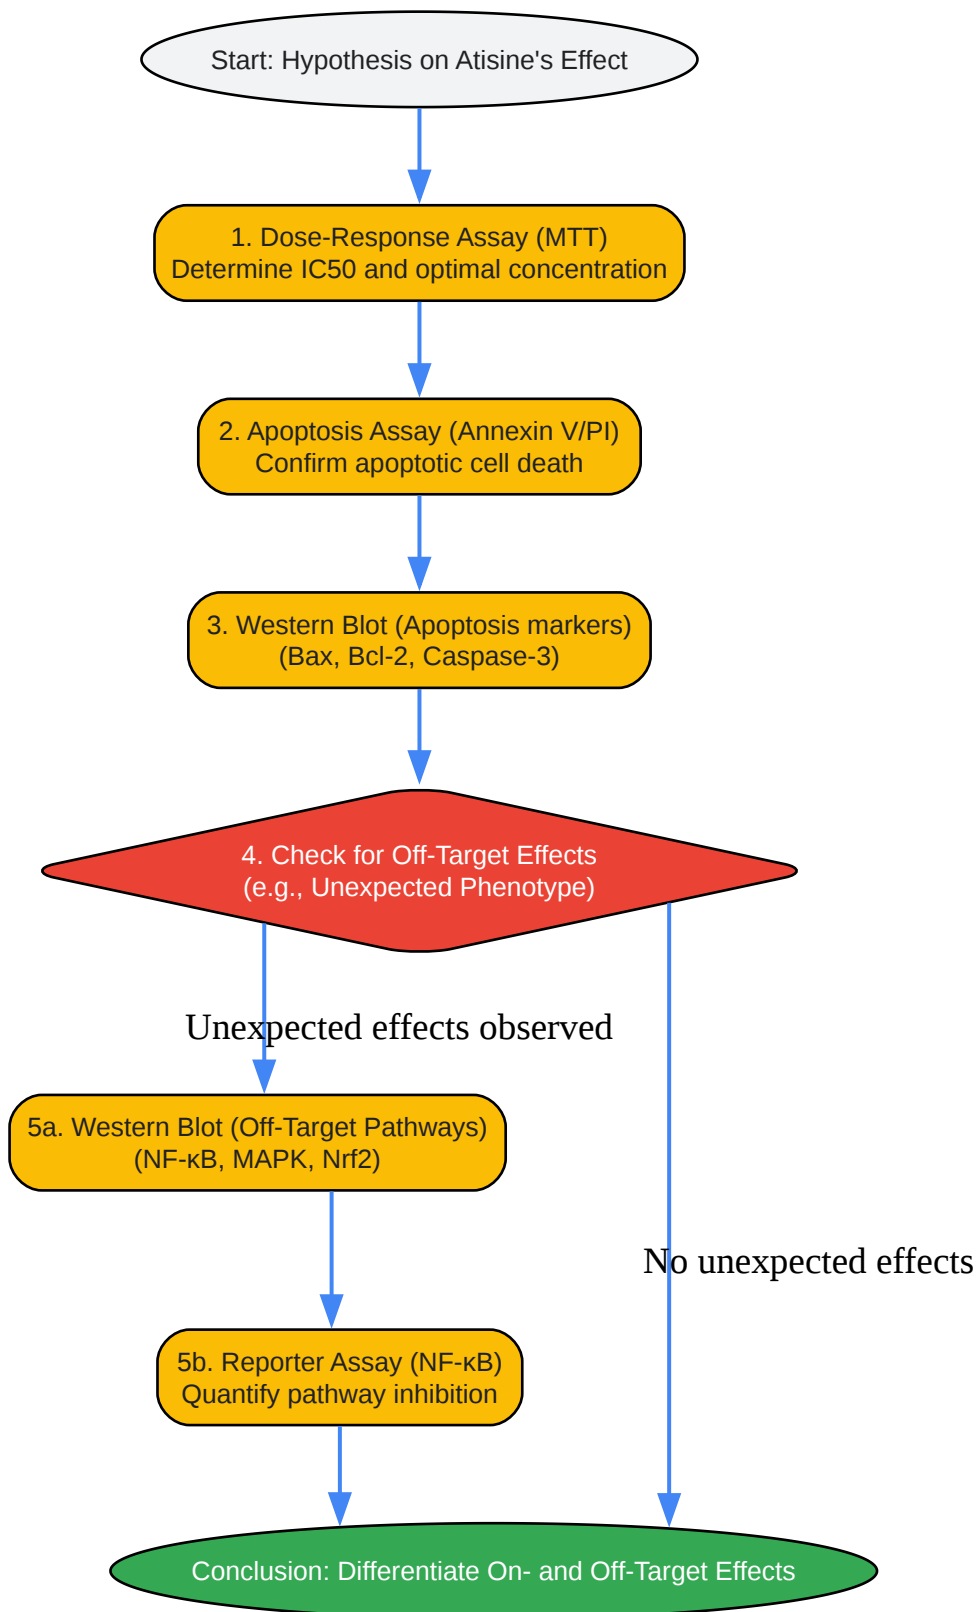 Start: Hypothesis on Atisine's Effect
1. Dose-Response Assay (MTT)
Determine IC50 and optimal concentration
2. Apoptosis Assay (Annexin V/PI)
Confirm apoptotic cell death
3. Western Blot (Apoptosis markers)
(Bax, Bcl-2, Caspase-3)
4. Check for Off-Target Effects
(e.g., Unexpected Phenotype)
Unexpected effects observed
5a. Western Blot (Off-Target Pathways)
(NF-κB, MAPK, Nrf2)
No unexpected effects
5b. Reporter Assay (NF-κB)
Quantify pathway inhibition
Conclusion: Differentiate On- and Off-Target Effects